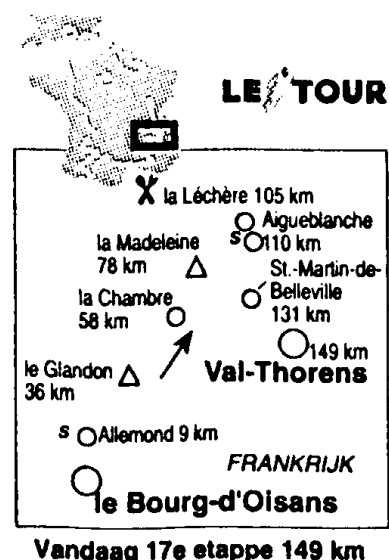 LE TOUR
la Léchère 105 km
Aigueblanche
s 110 km
la Madeleine
78 km
St.-Martin-de-
Belleville
131 km
la Chambre
58 km
149 km
Val-Thorens
le Glandon
36 km
s Allemond 9 km
FRANKRIJK
le Bourg-d'Oisans
Vandaag 17e etappe 149 km